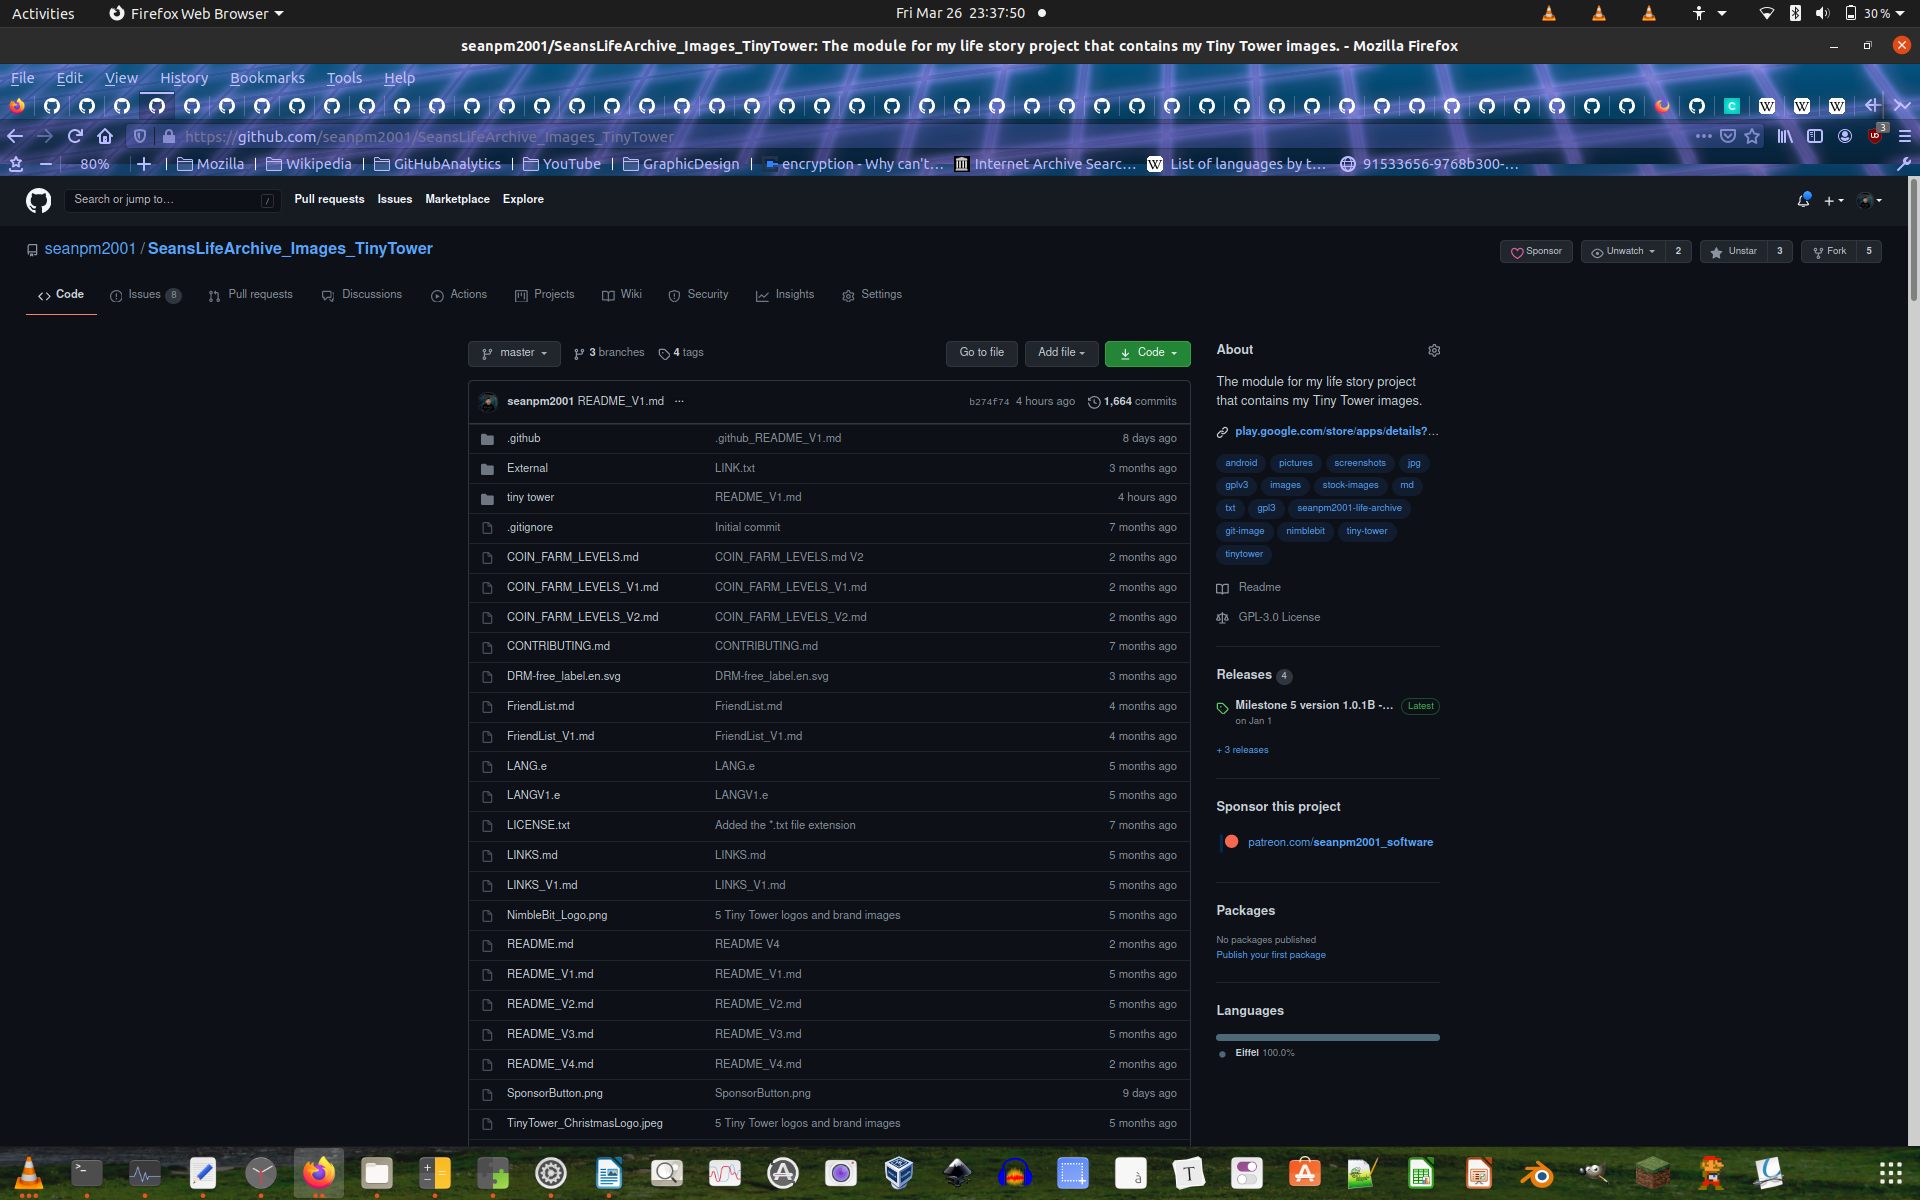 Activities
Firefox Web Browser
Fri Mar 26  23:37:50
30 %
seanpm2001/SeansLifeArchive_Images_TinyTower: The module for my life story project that contains my Tiny Tower images. - Mozilla Firefox
File Edit View History Bookmarks Tools Help
https://github.com/seanpm2001/SeansLifeArchive_Images_TinyTower
3
80%
Mozilla
Wikipedia
GitHubAnalytics
YouTube
GraphicDesign
encryption - Why can't…
Internet Archive Searc…
List of languages by t…
91533656-9768b300-…
Search or jump to…
/
Pull requests Issues Marketplace Explore
seanpm2001 / SeansLifeArchive_Images_TinyTower
Sponsor
Unwatch 2
Unstar 3
Fork 5
Code
Issues 8
Pull requests
Discussions
Actions
Projects
Wiki
Security
Insights
Settings
master
3 branches
4 tags
Go to file
Add file
Code
seanpm2001 README_V1.md ...
b274f74 4 hours ago
1,664 commits
.github .github_README_V1.md 8 days ago
External LINK.txt 3 months ago
tiny tower README_V1.md 4 hours ago
.gitignore Initial commit 7 months ago
COIN_FARM_LEVELS.md COIN_FARM_LEVELS.md V2 2 months ago
COIN_FARM_LEVELS_V1.md COIN_FARM_LEVELS_V1.md 2 months ago
COIN_FARM_LEVELS_V2.md COIN_FARM_LEVELS_V2.md 2 months ago
CONTRIBUTING.md CONTRIBUTING.md 7 months ago
DRM-free_label.en.svg DRM-free_label.en.svg 3 months ago
FriendList.md FriendList.md 4 months ago
FriendList_V1.md FriendList_V1.md 4 months ago
LANG.e LANG.e 5 months ago
LANGV1.e LANGV1.e 5 months ago
LICENSE.txt Added the *.txt file extension 7 months ago
LINKS.md LINKS.md 5 months ago
LINKS_V1.md LINKS_V1.md 5 months ago
NimbleBit_Logo.png 5 Tiny Tower logos and brand images 5 months ago
README.md README V4 2 months ago
README_V1.md README_V1.md 5 months ago
README_V2.md README_V2.md 5 months ago
README_V3.md README_V3.md 5 months ago
README_V4.md README_V4.md 2 months ago
SponsorButton.png SponsorButton.png 9 days ago
TinyTower_ChristmasLogo.jpeg 5 Tiny Tower logos and brand images 5 months ago
About
The module for my life story project
that contains my Tiny Tower images.
play.google.com/store/apps/details?…
android pictures screenshots jpg
gplv3 images stock-images md
txt gpl3 seanpm2001-life-archive
git-image nimblebit tiny-tower
tinytower
Readme
GPL-3.0 License
Releases 4
Milestone 5 version 1.0.1B -… Latest
on Jan 1
+ 3 releases
Sponsor this project
patreon.com/seanpm2001_software
Packages
No packages published
Publish your first package
Languages
Eiffel 100.0%